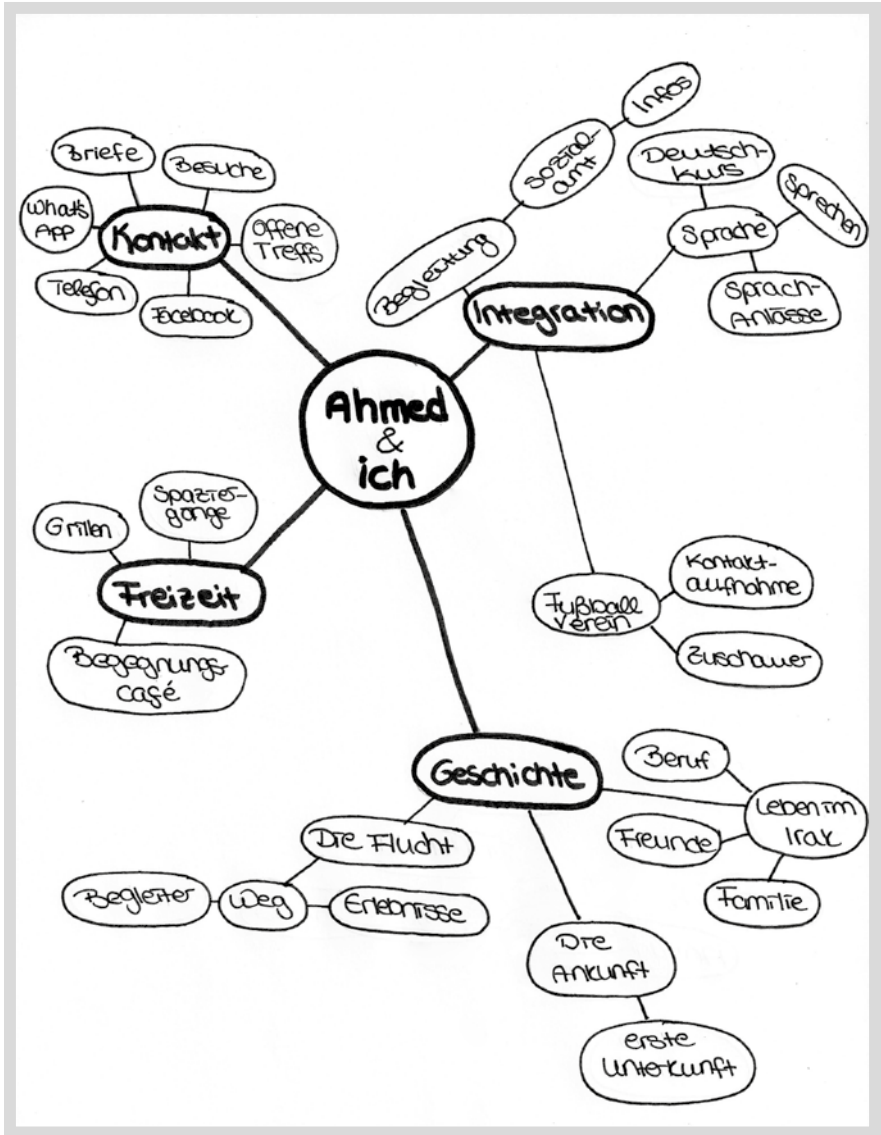 Ahmed
&
ich
Kontakt
Briefe
Besuche
What's
App
Offene
Treffs
Telefon
Facebook
Integration
Begleitung
Sozial-
amt
Infos
Sprache
Deutsch-
kurs
Sprechen
Sprach-
Anlässe
Fußball
verein
Kontakt-
aufnahme
Zuschauer
Freizeit
Grillen
Spazier-
gänge
Begegnungs-
café
Geschichte
Die Flucht
Weg
Begleiter
Erlebnisse
Die
Ankunft
erste
Unterkunft
Leben im
Irak
Beruf
Freunde
Familie